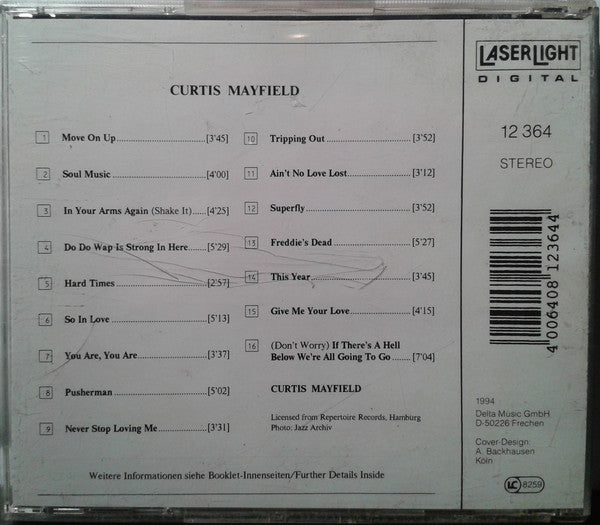 CURTIS MAYFIELD
1 Move On Up [3'45]
2 Soul Music [4'00]
3 In Your Arms Again (Shake It) [4'25]
4 Do Do Wap Is Strong In Here [5'29]
5 Hard Times [2'57]
6 So In Love [5'13]
7 You Are, You Are [3'37]
8 Pusherman [5'02]
9 Never Stop Loving Me [3'31]
10 Tripping Out [3'52]
11 Ain't No Love Lost [3'12]
12 Superfly [3'52]
13 Freddie's Dead [5'27]
14 This Year [3'45]
15 Give Me Your Love [4'15]
16 (Don't Worry) If There's A Hell
Below We're All Going To Go [7'04]
CURTIS MAYFIELD
Licensed from Repertoire Records, Hamburg
Photo: Jazz Archiv
Weitere Informationen siehe Booklet-Innenseiten/Further Details Inside
LASERLIGHT
DIGITAL
12 364
STEREO
4 006408 123644
1994
Delta Music GmbH
D-50226 Frechen
Cover-Design:
A. Backhausen
Köln
LC 8259